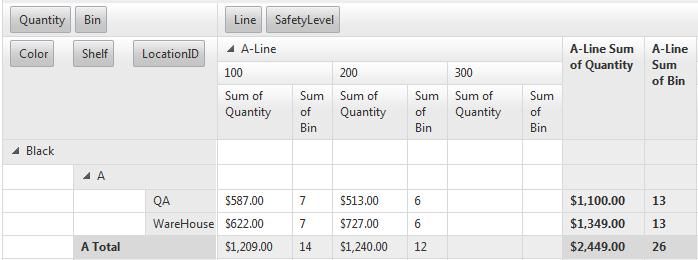 Quantity Bin Line SafetyLevel
Color Shelf LocationID A-Line A-Line Sum of Quantity A-Line Sum of Bin
100 200 300
Sum of Quantity Sum of Bin Sum of Quantity Sum of Bin Sum of Quantity Sum of Bin
Black
A
QA $587.00 7 $513.00 6 $1,100.00 13
WareHouse $622.00 7 $727.00 6 $1,349.00 13
A Total $1,209.00 14 $1,240.00 12 $2,449.00 26